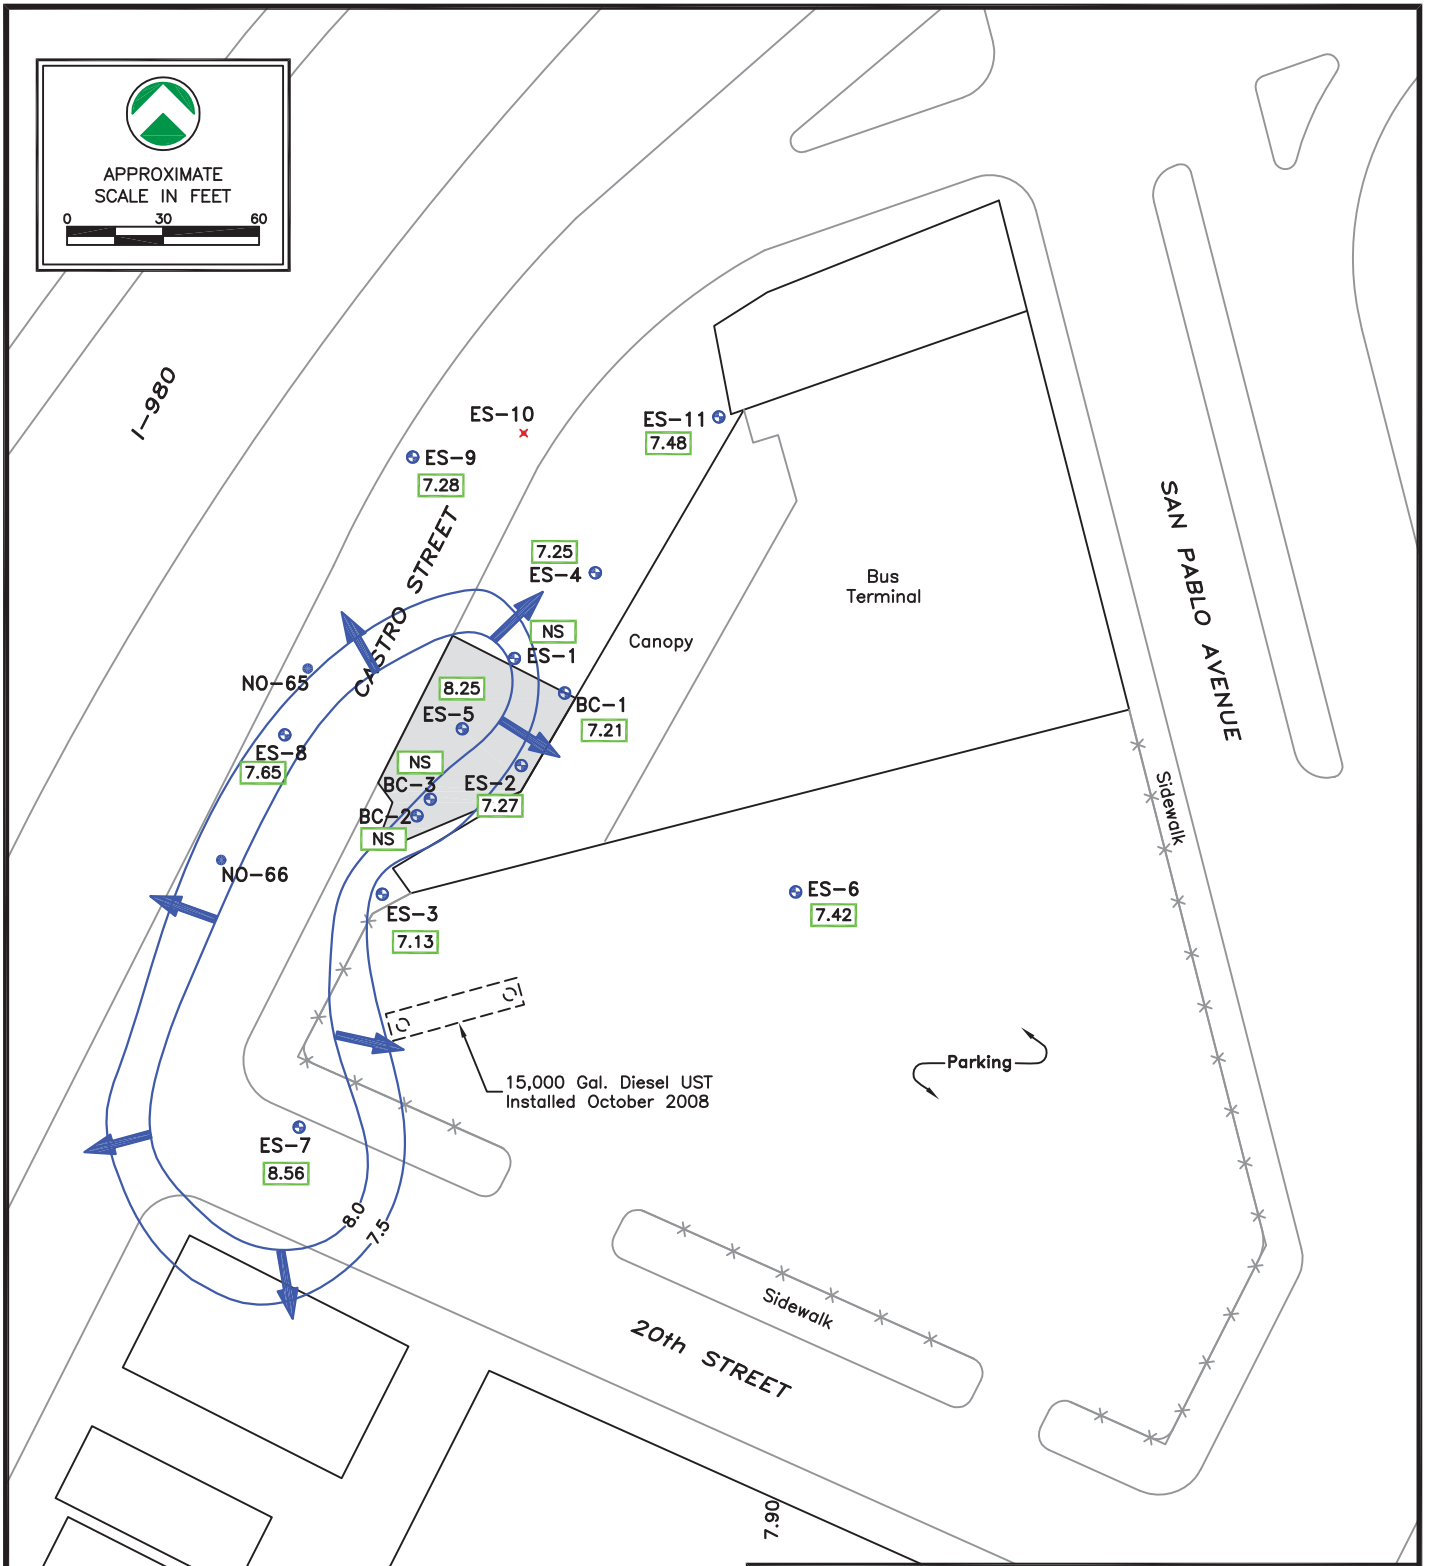 APPROXIMATE
SCALE IN FEET
0 30 60
I-980
ES-10
ES-11
7.48
ES-9
7.28
CASTRO STREET
7.25
ES-4
NS
ES-1
Canopy
Bus
Terminal
SAN PABLO AVENUE
NO-65
8.25
ES-5
BC-1
7.21
ES-8
7.65
NS
BC-3
ES-2
7.27
BC-2
NS
Sidewalk
NO-66
ES-3
7.13
ES-6
7.42
Parking
15,000 Gal. Diesel UST
Installed October 2008
ES-7
8.56
8.0
7.5
Sidewalk
20th STREET
7.90